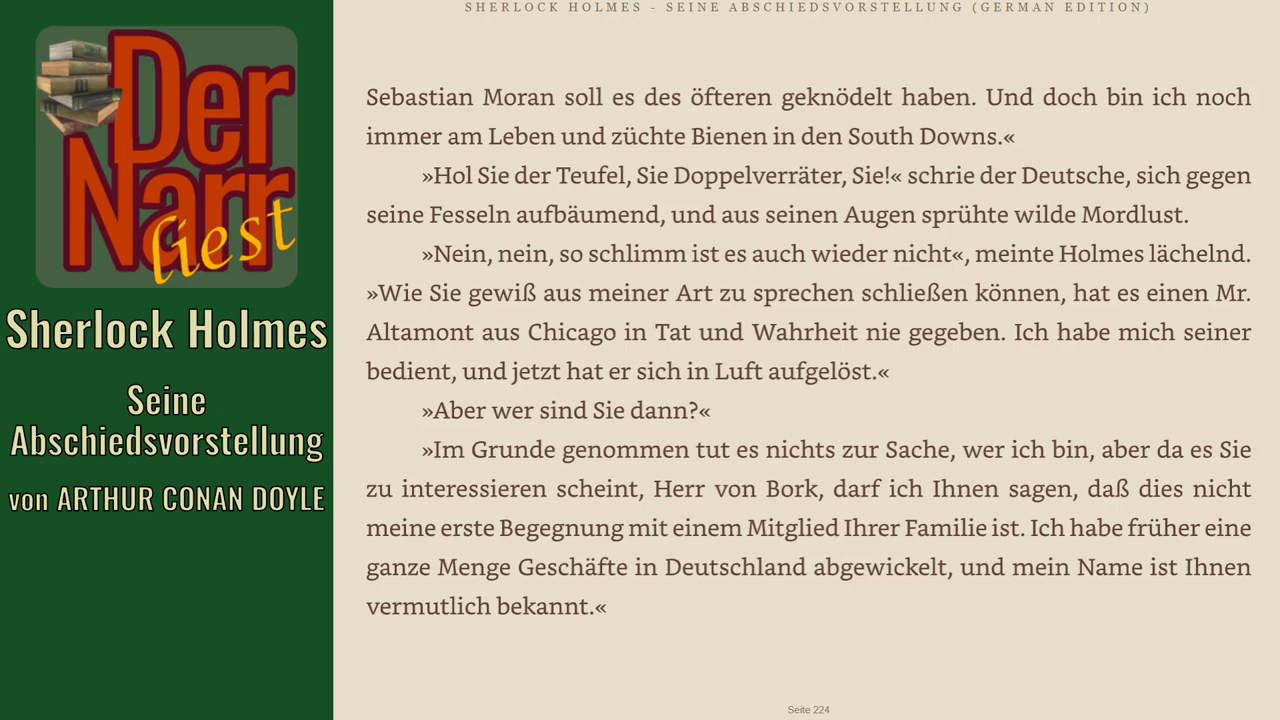 SHERLOCK HOLMES - SEINE ABSCHIEDSVORSTELLUNG (GERMAN EDITION)
Der
Narr
liest
Sherlock Holmes
Seine
Abschiedsvorstellung
von ARTHUR CONAN DOYLE
Sebastian Moran soll es des öfteren geknödelt haben. Und doch bin ich noch
immer am Leben und züchte Bienen in den South Downs.«
»Hol Sie der Teufel, Sie Doppelverräter, Sie!« schrie der Deutsche, sich gegen
seine Fesseln aufbäumend, und aus seinen Augen sprühte wilde Mordlust.
»Nein, nein, so schlimm ist es auch wieder nicht«, meinte Holmes lächelnd.
»Wie Sie gewiß aus meiner Art zu sprechen schließen können, hat es einen Mr.
Altamont aus Chicago in Tat und Wahrheit nie gegeben. Ich habe mich seiner
bedient, und jetzt hat er sich in Luft aufgelöst.«
»Aber wer sind Sie dann?«
»Im Grunde genommen tut es nichts zur Sache, wer ich bin, aber da es Sie
zu interessieren scheint, Herr von Bork, darf ich Ihnen sagen, daß dies nicht
meine erste Begegnung mit einem Mitglied Ihrer Familie ist. Ich habe früher eine
ganze Menge Geschäfte in Deutschland abgewickelt, und mein Name ist Ihnen
vermutlich bekannt.«
Seite 224